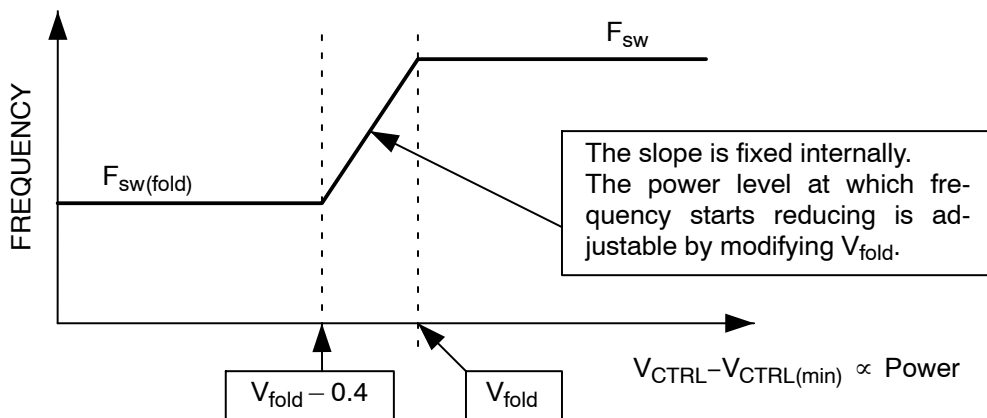 F_sw
FREQUENCY
F_sw(fold)
The slope is fixed internally.
The power level at which fre-
quency starts reducing is ad-
justable by modifying V_fold.
V_fold – 0.4
V_fold
V_CTRL–V_CTRL(min) ∝ Power